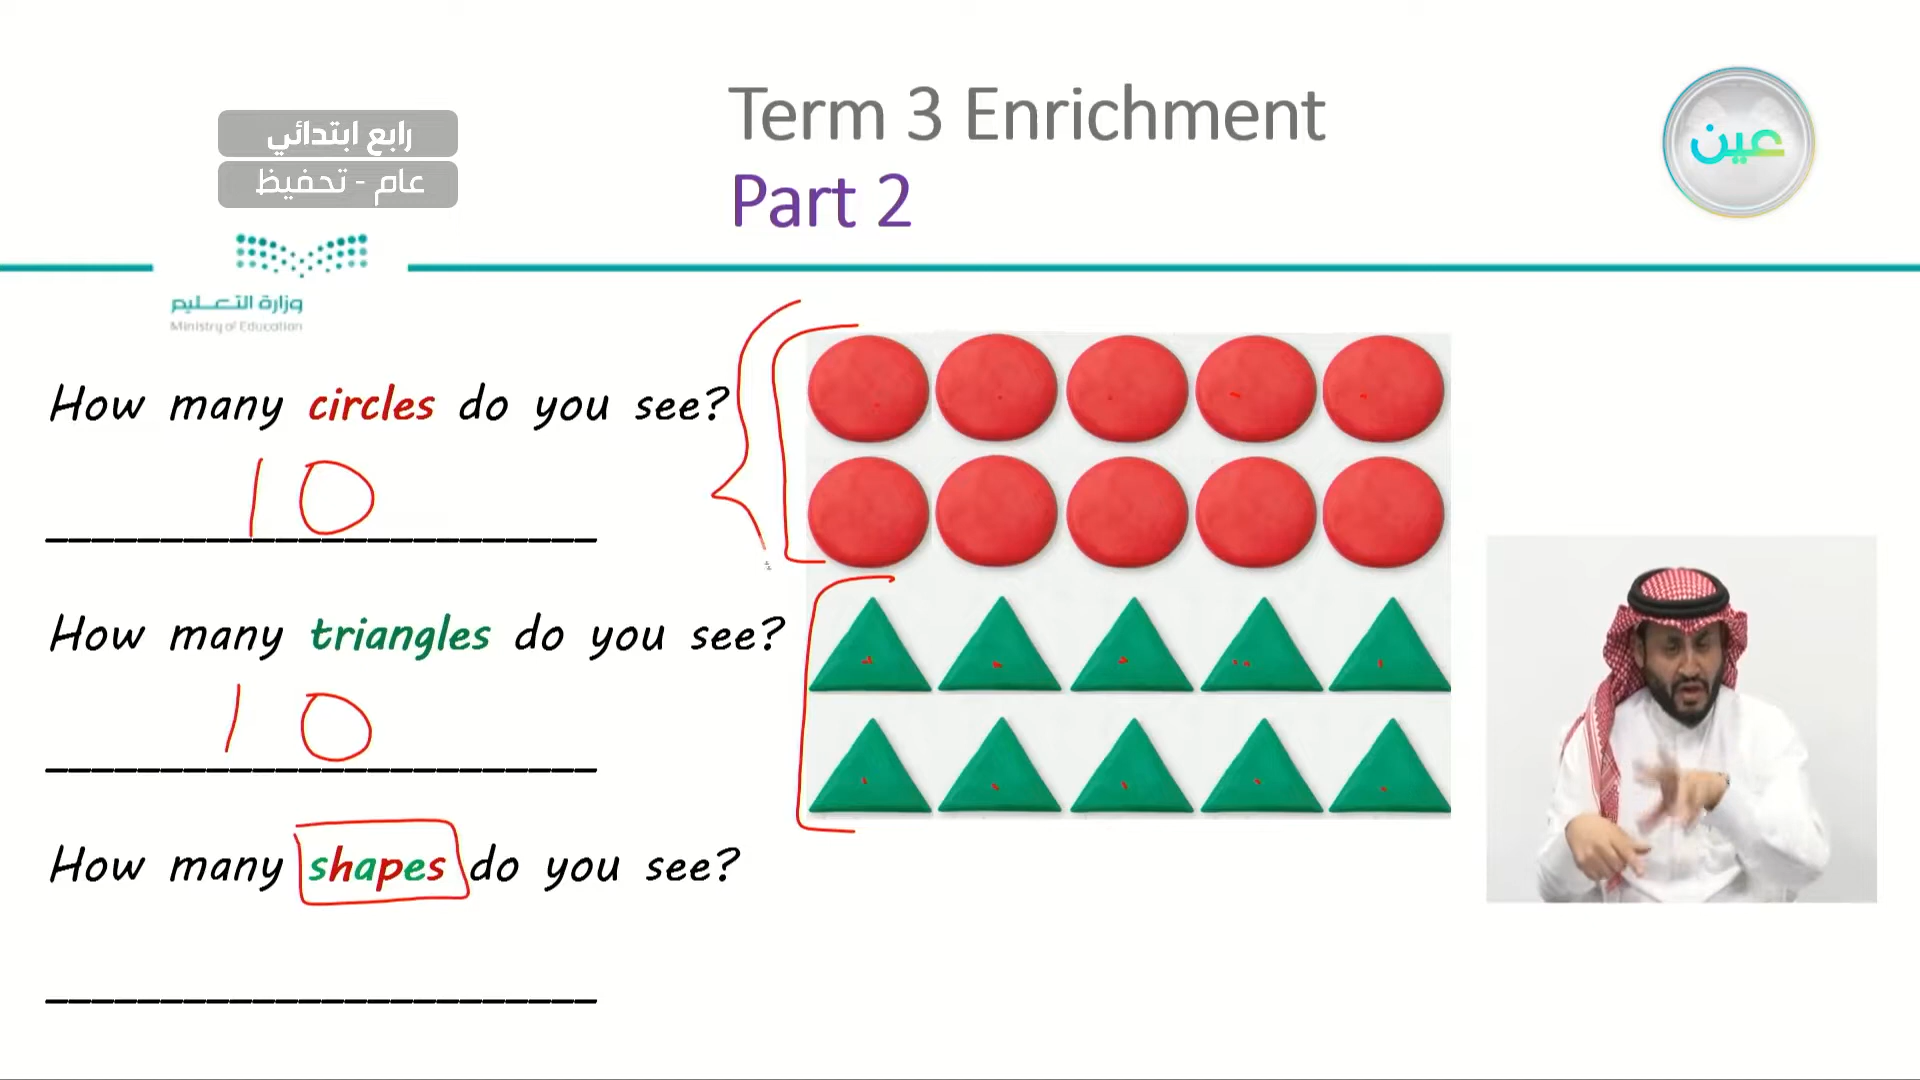 Term 3 Enrichment
Part 2
رابع ابتدائي
عام - تحفيظ
عين
وزارة التعليم
Ministry of Education
How many circles do you see?
10
How many triangles do you see?
10
How many shapes do you see?